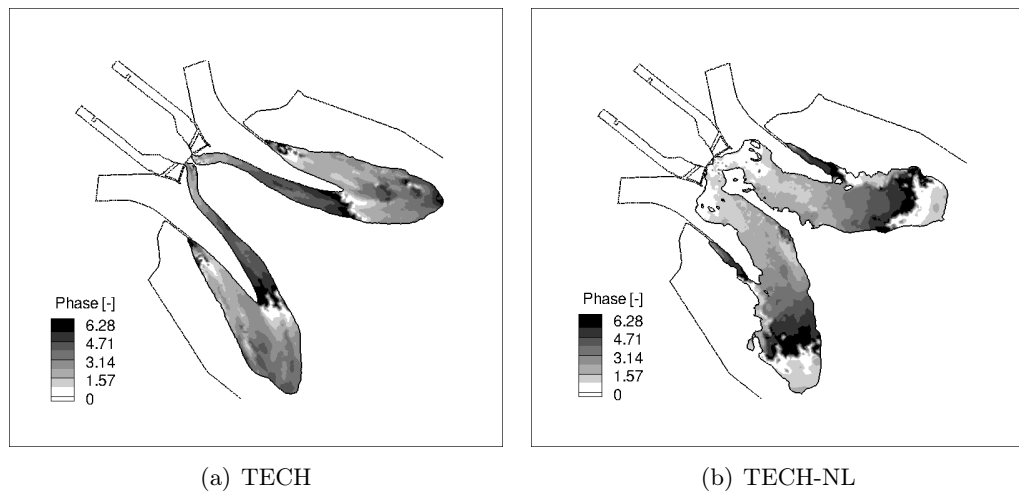 Phase [-]
6.28
4.71
3.14
1.57
0
Phase [-]
6.28
4.71
3.14
1.57
0
(a) TECH
(b) TECH-NL